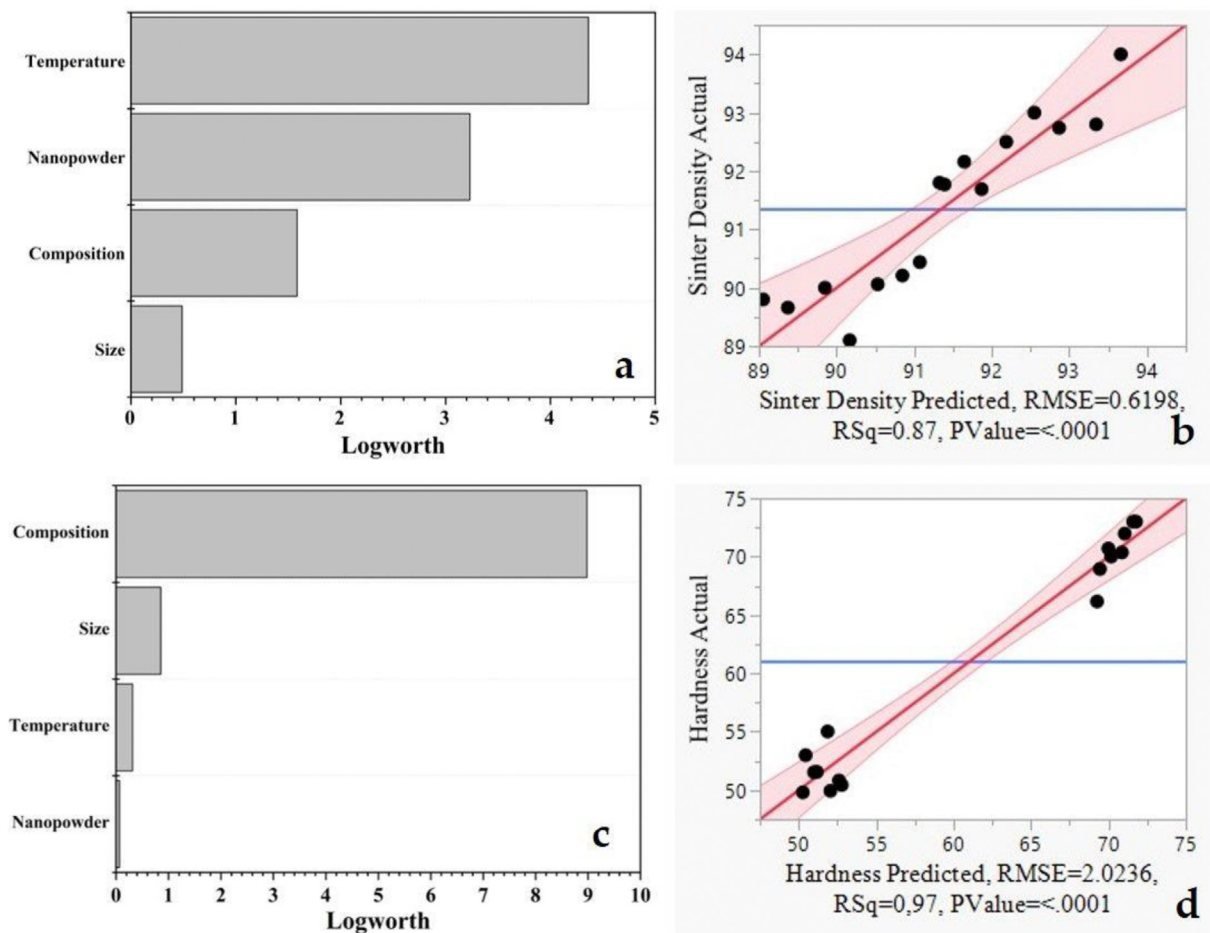 Temperature
Nanopowder
Composition
Size
a
0 1 2 3 4 5
Logworth
Sinter Density Actual
94
93
92
91
90
89
89 90 91 92 93 94
Sinter Density Predicted, RMSE=0.6198,
RSq=0.87, PValue=<.0001
b
Composition
Size
Temperature
Nanopowder
c
0 1 2 3 4 5 6 7 8 9 10
Logworth
Hardness Actual
75
70
65
60
55
50
50 55 60 65 70 75
Hardness Predicted, RMSE=2.0236,
RSq=0,97, PValue=<.0001
d